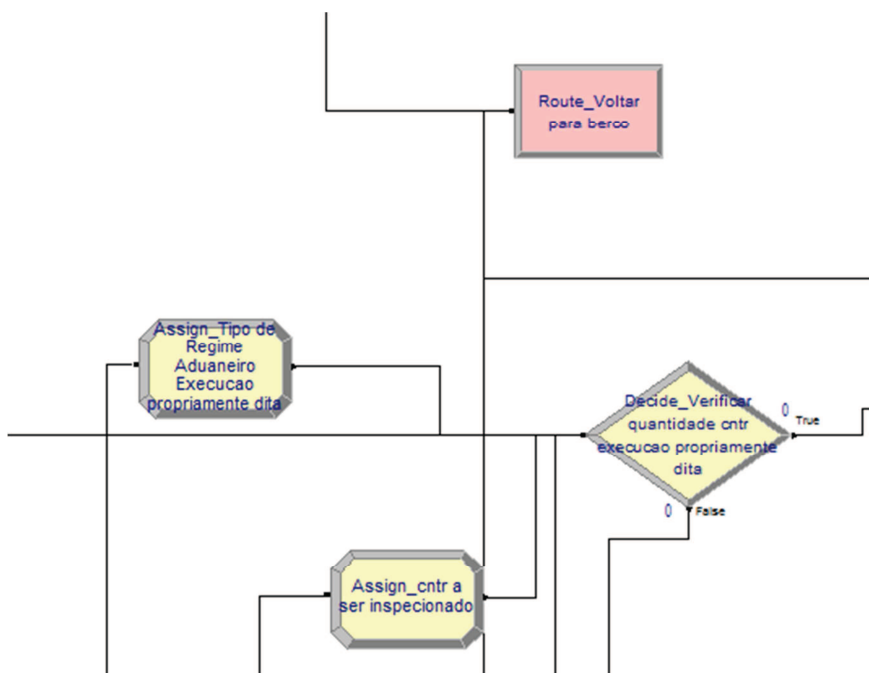 Route_Voltar
para berco
Assign_Tipo de
Regime
Aduaneiro
Execucao
propriamente dita
Decide_Verificar
quantidade cntr
execucao propriamente
dita
0
True
0
False
Assign_cntr a
ser inspecionado